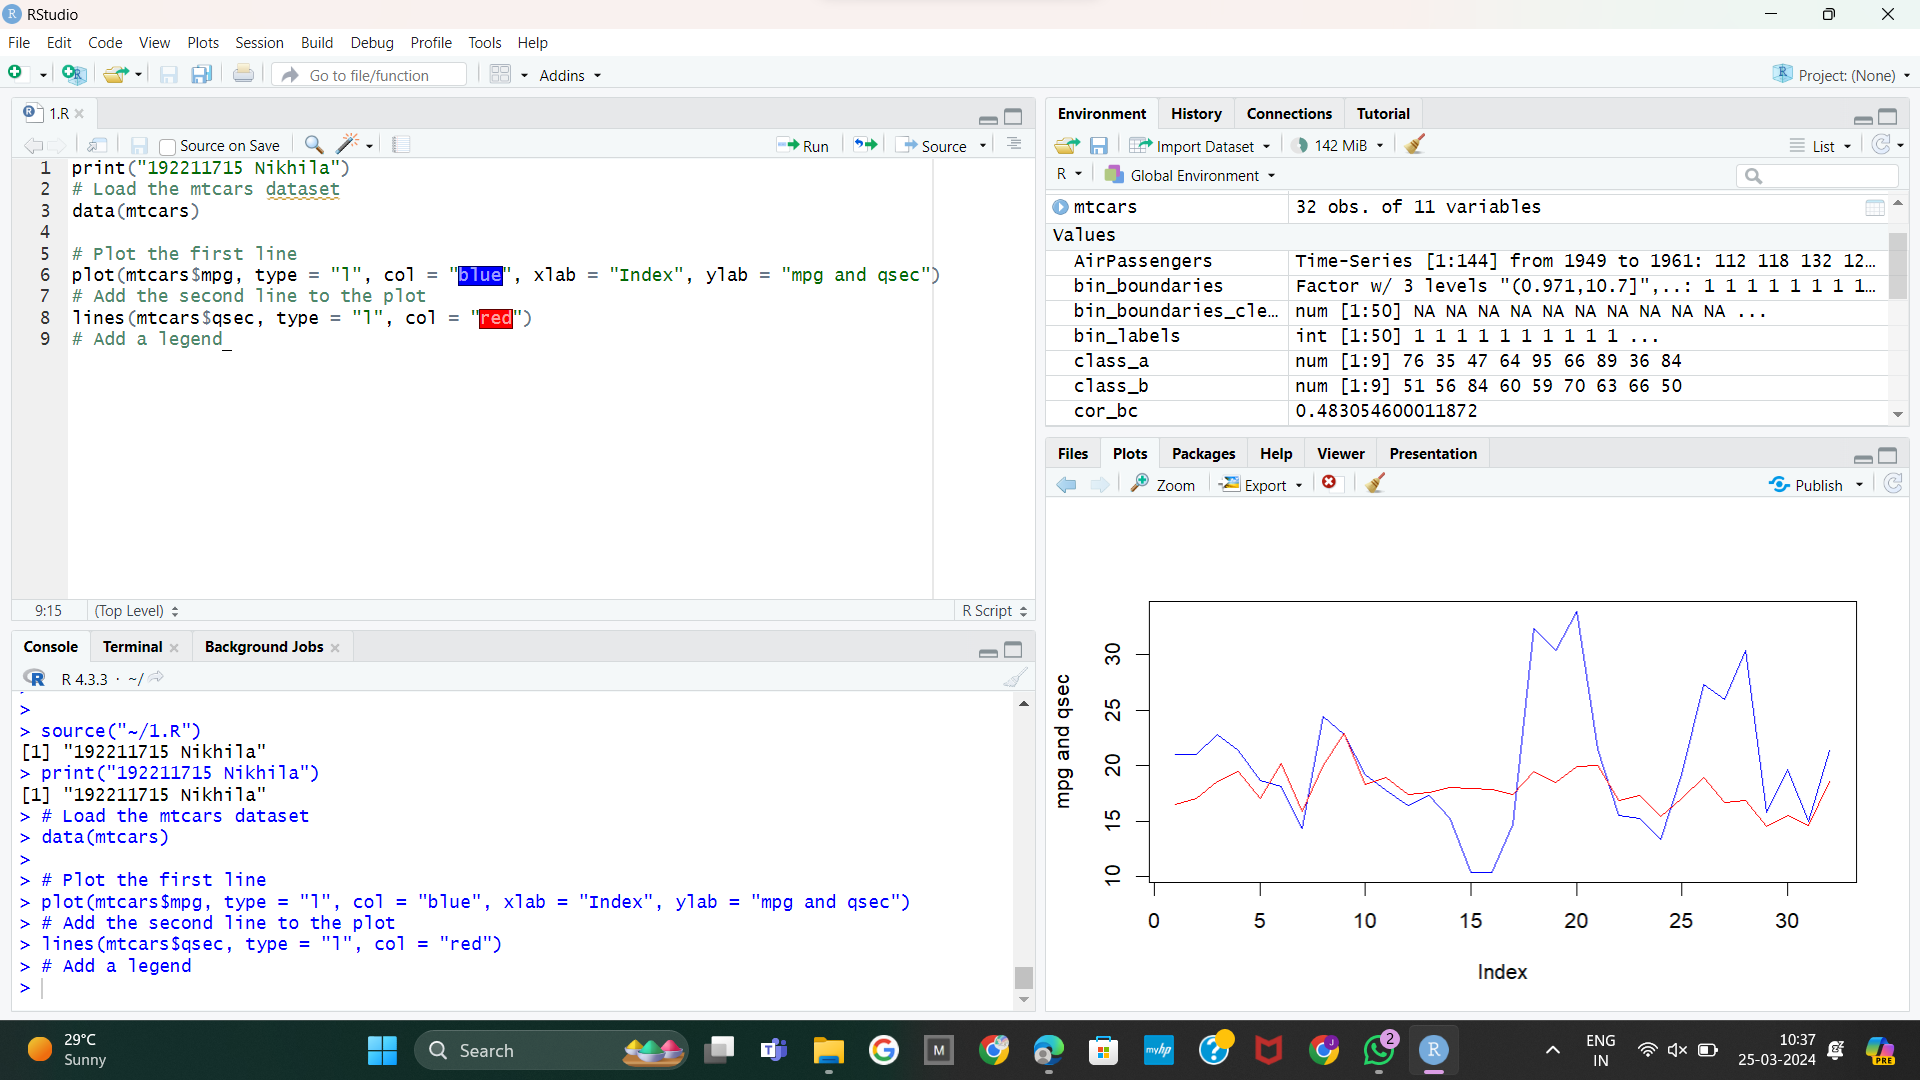 RStudio
File Edit Code View Plots Session Build Debug Profile Tools Help
Go to file/function Addins Project: (None)
1.R
Source on Save Run Source
1 print("192211715 Nikhila")
2 # Load the mtcars dataset
3 data(mtcars)
4
5 # Plot the first line
6 plot(mtcars$mpg, type = "l", col = "blue", xlab = "Index", ylab = "mpg and qsec")
7 # Add the second line to the plot
8 lines(mtcars$qsec, type = "l", col = "red")
9 # Add a legend
9:15 (Top Level) R Script
Console Terminal Background Jobs
R 4.3.3 · ~/
>
> source("~/1.R")
[1] "192211715 Nikhila"
> print("192211715 Nikhila")
[1] "192211715 Nikhila"
> # Load the mtcars dataset
> data(mtcars)
>
> # Plot the first line
> plot(mtcars$mpg, type = "l", col = "blue", xlab = "Index", ylab = "mpg and qsec")
> # Add the second line to the plot
> lines(mtcars$qsec, type = "l", col = "red")
> # Add a legend
>
Environment History Connections Tutorial
Import Dataset 142 MiB List
R Global Environment
mtcars 32 obs. of 11 variables
Values
AirPassengers Time-Series [1:144] from 1949 to 1961: 112 118 132 12...
bin_boundaries Factor w/ 3 levels "(0.971,10.7]",..: 1 1 1 1 1 1 1 1...
bin_boundaries_cle... num [1:50] NA NA NA NA NA NA NA NA NA NA ...
bin_labels int [1:50] 1 1 1 1 1 1 1 1 1 1 ...
class_a num [1:9] 76 35 47 64 95 66 89 36 84
class_b num [1:9] 51 56 84 60 59 70 63 66 50
cor_bc 0.483054600011872
Files Plots Packages Help Viewer Presentation
Zoom Export Publish
mpg and qsec
30
25
20
15
10
0 5 10 15 20 25 30
Index
29°C
Sunny
Search
M
myhp
J
2
R
ENG
IN
10:37
25-03-2024
PRE